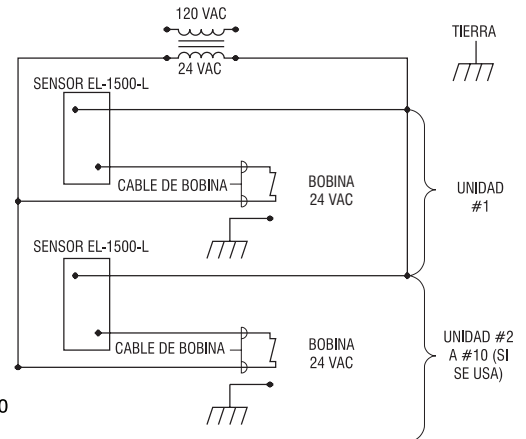 120 VAC
24 VAC
TIERRA
SENSOR EL-1500-L
CABLE DE BOBINA
BOBINA
24 VAC
UNIDAD
#1
SENSOR EL-1500-L
CABLE DE BOBINA
BOBINA
24 VAC
UNIDAD #2
A #10 (SI
SE USA)
0